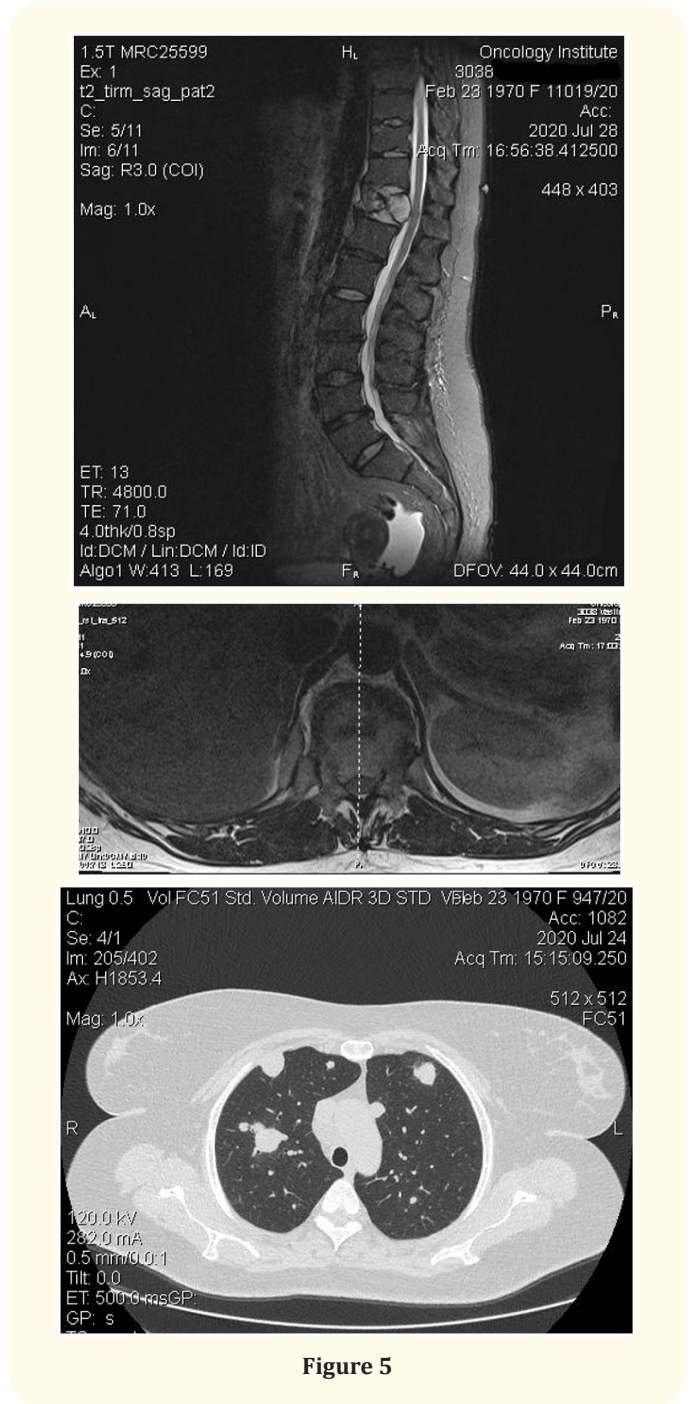 1.5T MRC25599
Ex: 1
t2_tirm_sag_pat2
C:
Se: 5/11
Im: 6/11
Sag: R3.0 (COI)
Mag: 1.0x
HL
Oncology Institute
3038
Feb 23 1970 F 11019/20
Acc:
2020 Jul 28
Acq Tm: 16:56:38.412500
448 x 403
AL
PR
ET: 13
TR: 4800.0
TE: 71.0
4.0thk/0.8sp
Id:DCM / Lin:DCM / Id:ID
Algo1 W:413 L:169
FR
DFOV: 44.0 x 44.0cm
Feb 23 1970
Acq Tm: 17:03:
Lung 0.5 Vol FC51 Std. Volume AIDR 3D STD
Feb 23 1970 F 947/20
C:
Acc: 1082
Se: 4/1
2020 Jul 24
Im: 205/402
Acq Tm: 15:15:09.250
Ax: H1853.4
512 x 512
Mag: 1.0x
FC51
R
L
120.0 kV
282.0 mA
0.5 mm/0.0:1
Tilt: 0.0
ET: 500.0 msGP:
GP: s
Figure 5